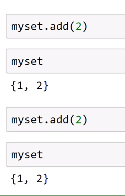 myset.add(2)
myset
{1, 2}
myset.add(2)
myset
{1, 2}